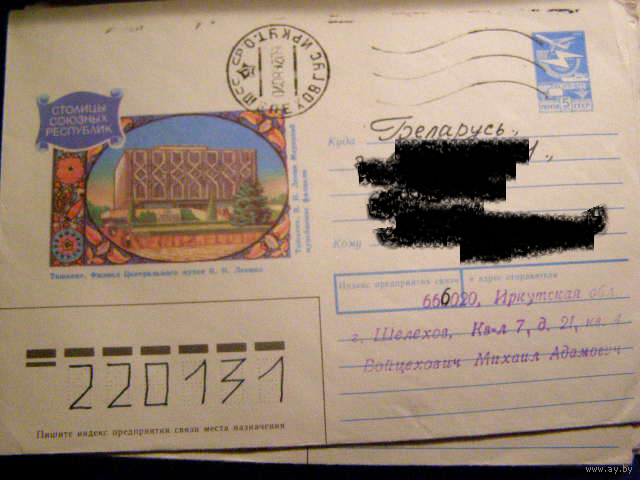 СТОЛИЦЫ
СОЮЗНЫХ
РЕСПУБЛИК
ПОЧТА 5 СССР
Куда Беларусь,
Кому
Ташкент. Филиал Центрального музея В. И. Ленина
Индекс предприятия связи и адрес отправителя
666020, Иркутская обл.
г. Шелехов, Кв-л 7, д. 21, кв. 4
Войцехович Михаил Адамович
220131
Пишите индекс предприятия связи места назначения
www.ay.by